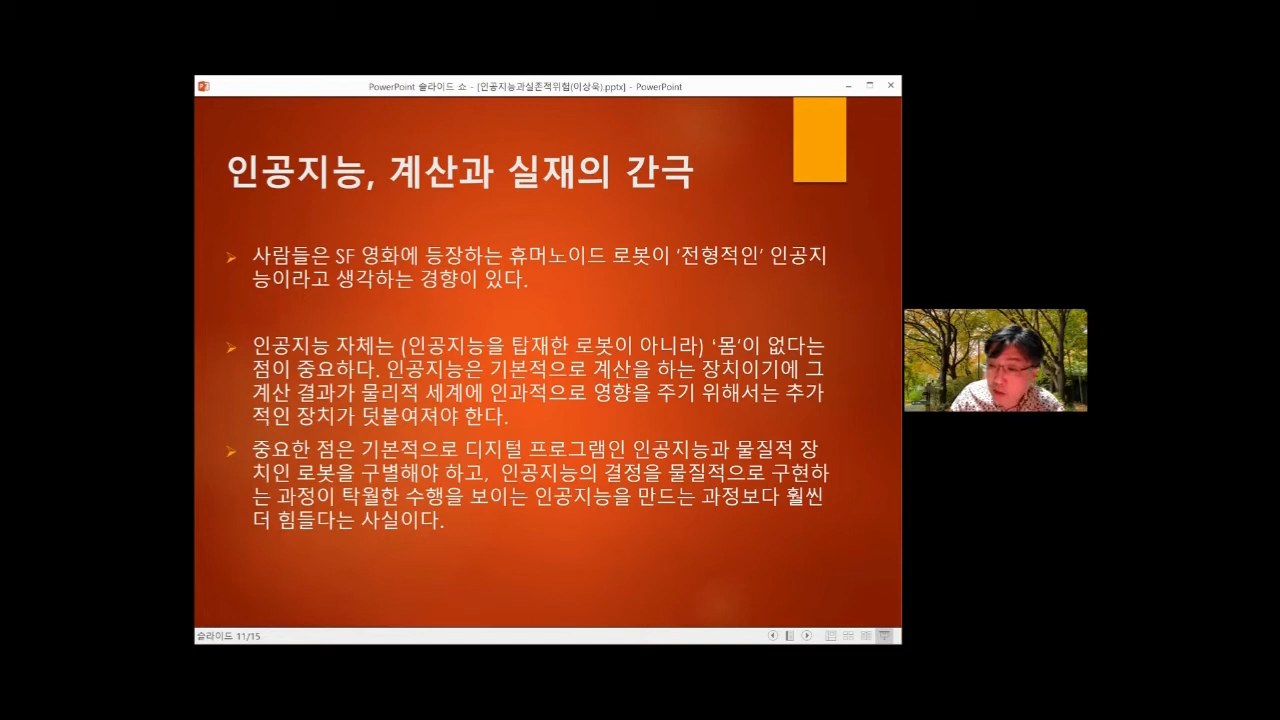 PowerPoint 슬라이드 쇼 - [인공지능과실존적위험(이상욱).pptx] - PowerPoint
인공지능, 계산과 실재의 간극
사람들은 SF 영화에 등장하는 휴머노이드 로봇이 ‘전형적인’ 인공지
능이라고 생각하는 경향이 있다.
인공지능 자체는 (인공지능을 탑재한 로봇이 아니라) ‘몸’이 없다는
점이 중요하다. 인공지능은 기본적으로 계산을 하는 장치이기에 그
계산 결과가 물리적 세계에 인과적으로 영향을 주기 위해서는 추가
적인 장치가 덧붙여져야 한다.
중요한 점은 기본적으로 디지털 프로그램인 인공지능과 물질적 장
치인 로봇을 구별해야 하고, 인공지능의 결정을 물질적으로 구현하
는 과정이 탁월한 수행을 보이는 인공지능을 만드는 과정보다 훨씬
더 힘들다는 사실이다.
슬라이드 11/15